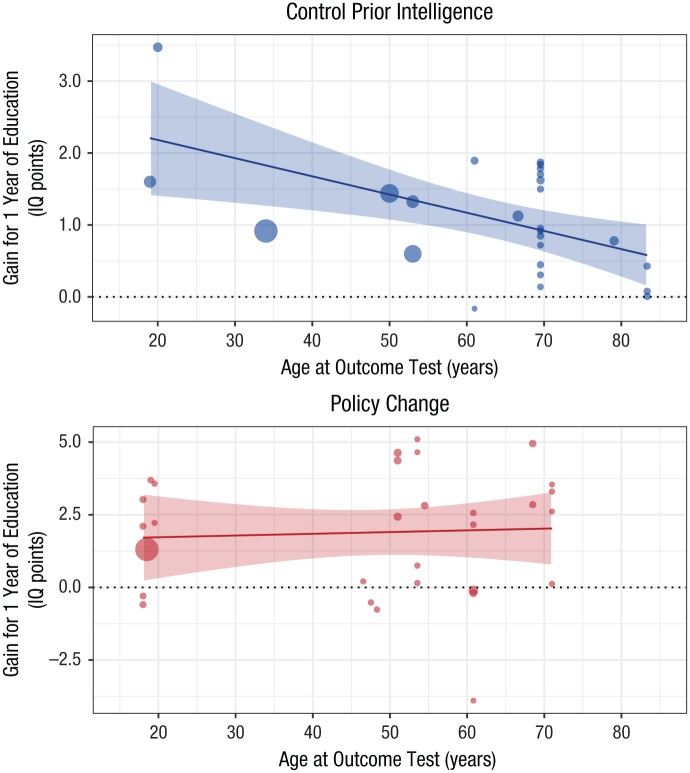 Control Prior Intelligence
Gain for 1 Year of Education
(IQ points)
3.0
2.0
1.0
0.0
20 30 40 50 60 70 80
Age at Outcome Test (years)
Policy Change
Gain for 1 Year of Education
(IQ points)
5.0
2.5
0.0
−2.5
20 30 40 50 60 70 80
Age at Outcome Test (years)